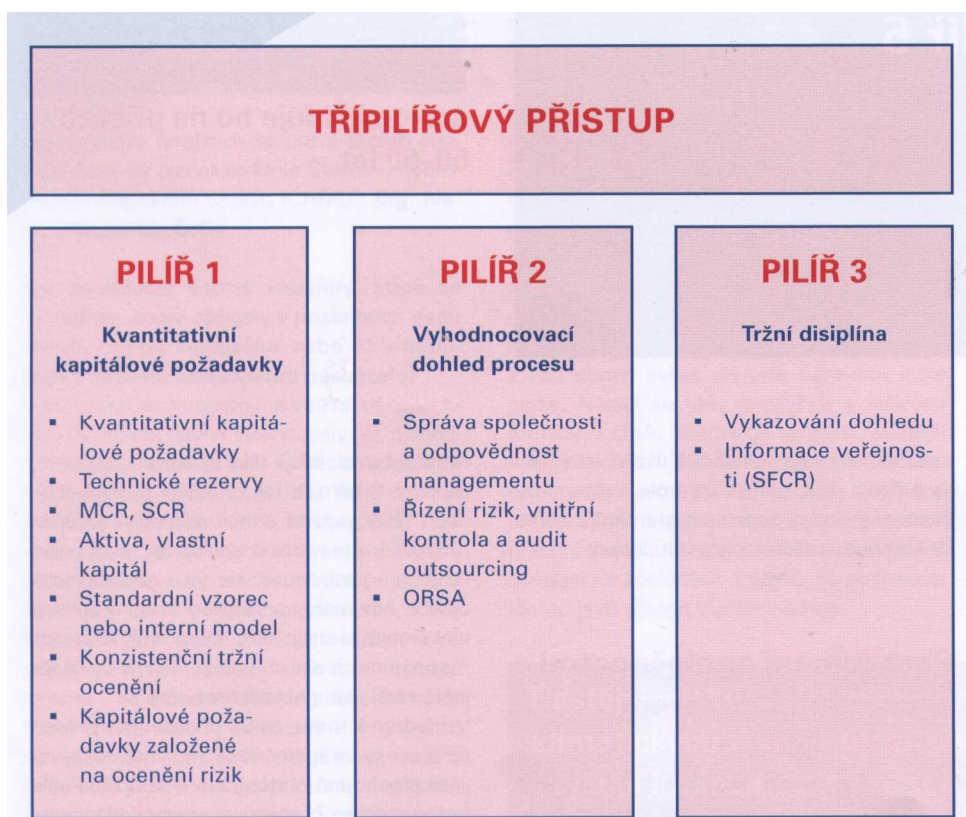 TŘÍPILÍŘOVÝ PŘÍSTUP
PILÍŘ 1
Kvantitativní
kapitálové požadavky
▪ Kvantitativní kapitá-
lové požadavky
▪ Technické rezervy
▪ MCR, SCR
▪ Aktiva, vlastní
kapitál
▪ Standardní vzorec
nebo interní model
▪ Konzistenční tržní
ocenění
▪ Kapitálové poža-
davky založené
na ocenění rizik
PILÍŘ 2
Vyhodnocovací
dohled procesu
▪ Správa společnosti
a odpovědnost
managementu
▪ Řízení rizik, vnitřní
kontrola a audit
outsourcing
▪ ORSA
PILÍŘ 3
Tržní disiplína
▪ Vykazování dohledu
▪ Informace veřejnos-
ti (SFCR)